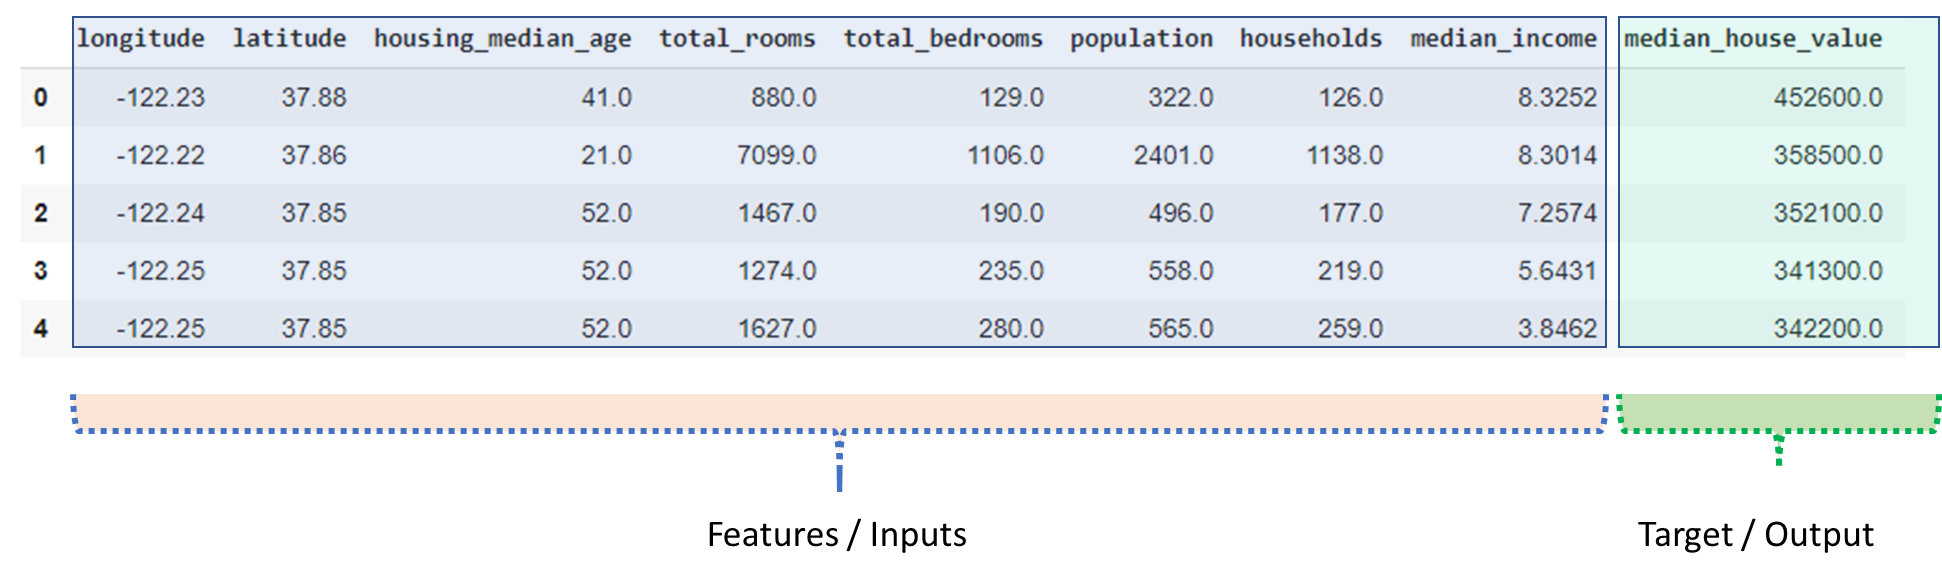 longitude latitude housing_median_age total_rooms total_bedrooms population households median_income median_house_value
0 -122.23 37.88 41.0 880.0 129.0 322.0 126.0 8.3252 452600.0
1 -122.22 37.86 21.0 7099.0 1106.0 2401.0 1138.0 8.3014 358500.0
2 -122.24 37.85 52.0 1467.0 190.0 496.0 177.0 7.2574 352100.0
3 -122.25 37.85 52.0 1274.0 235.0 558.0 219.0 5.6431 341300.0
4 -122.25 37.85 52.0 1627.0 280.0 565.0 259.0 3.8462 342200.0
Features / Inputs Target / Output